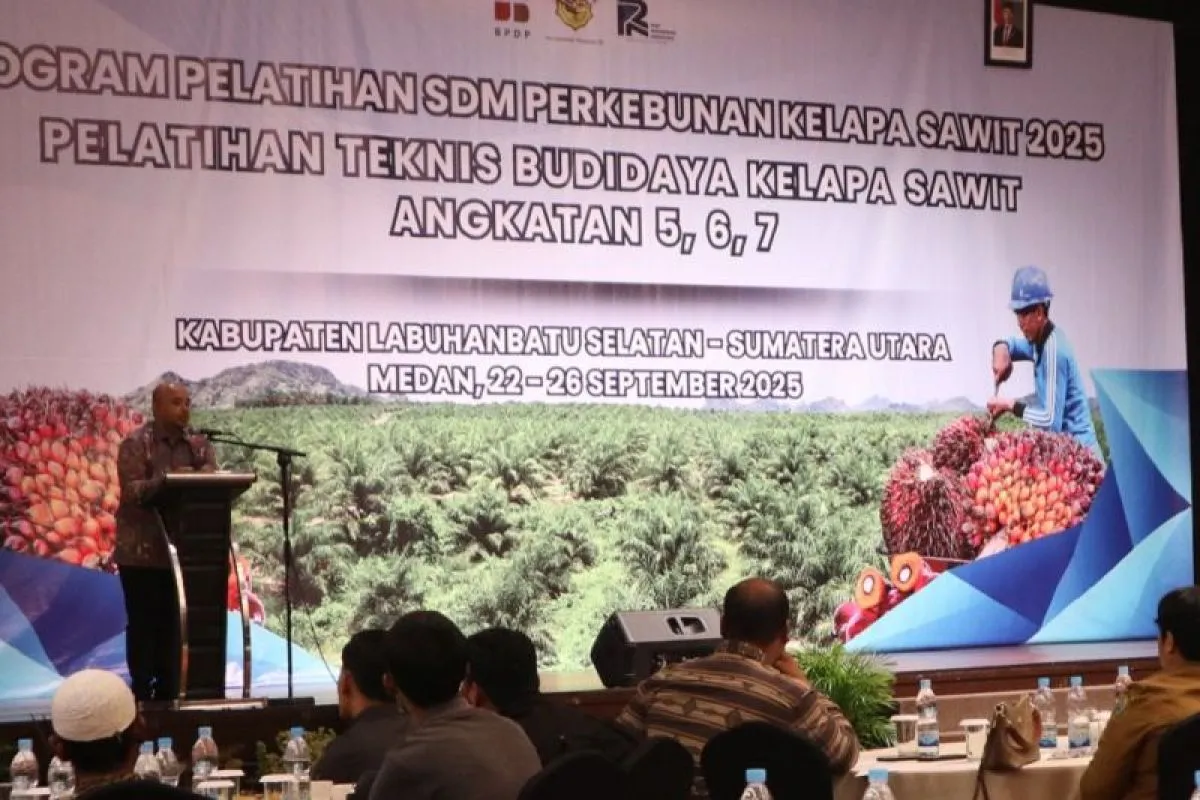 BPDP
OGRAM PELATIHAN SDM PERKEBUNAN KELAPA SAWIT 2025
PELATIHAN TEKNIS BUDIDAYA KELAPA SAWIT
ANGKATAN 5, 6, 7
KABUPATEN LABUHANBATU SELATAN - SUMATERA UTARA
MEDAN, 22 - 26 SEPTEMBER 2025